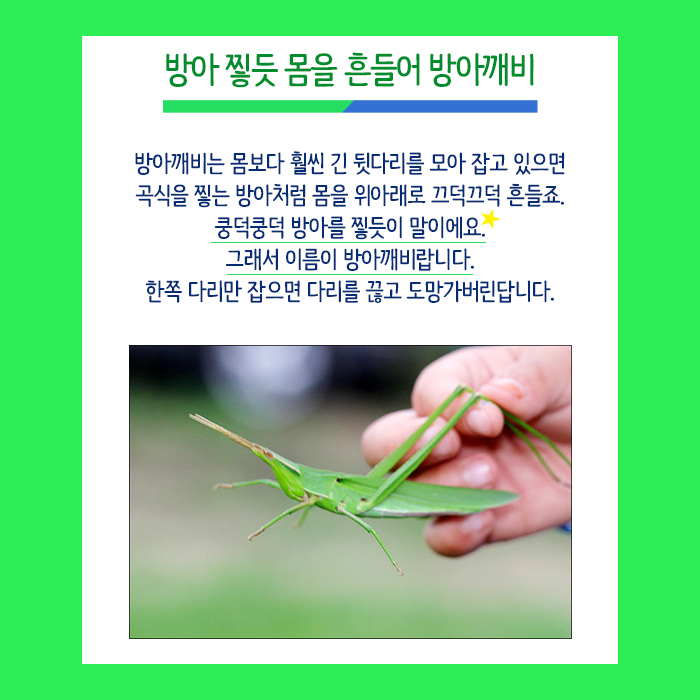 방아 찧듯 몸을 흔들어 방아깨비
방아깨비는 몸보다 훨씬 긴 뒷다리를 모아 잡고 있으면
곡식을 찧는 방아처럼 몸을 위아래로 끄덕끄덕 흔들죠.
쿵덕쿵덕 방아를 찧듯이 말이에요.
그래서 이름이 방아깨비랍니다.
한쪽 다리만 잡으면 다리를 끊고 도망가버린답니다.